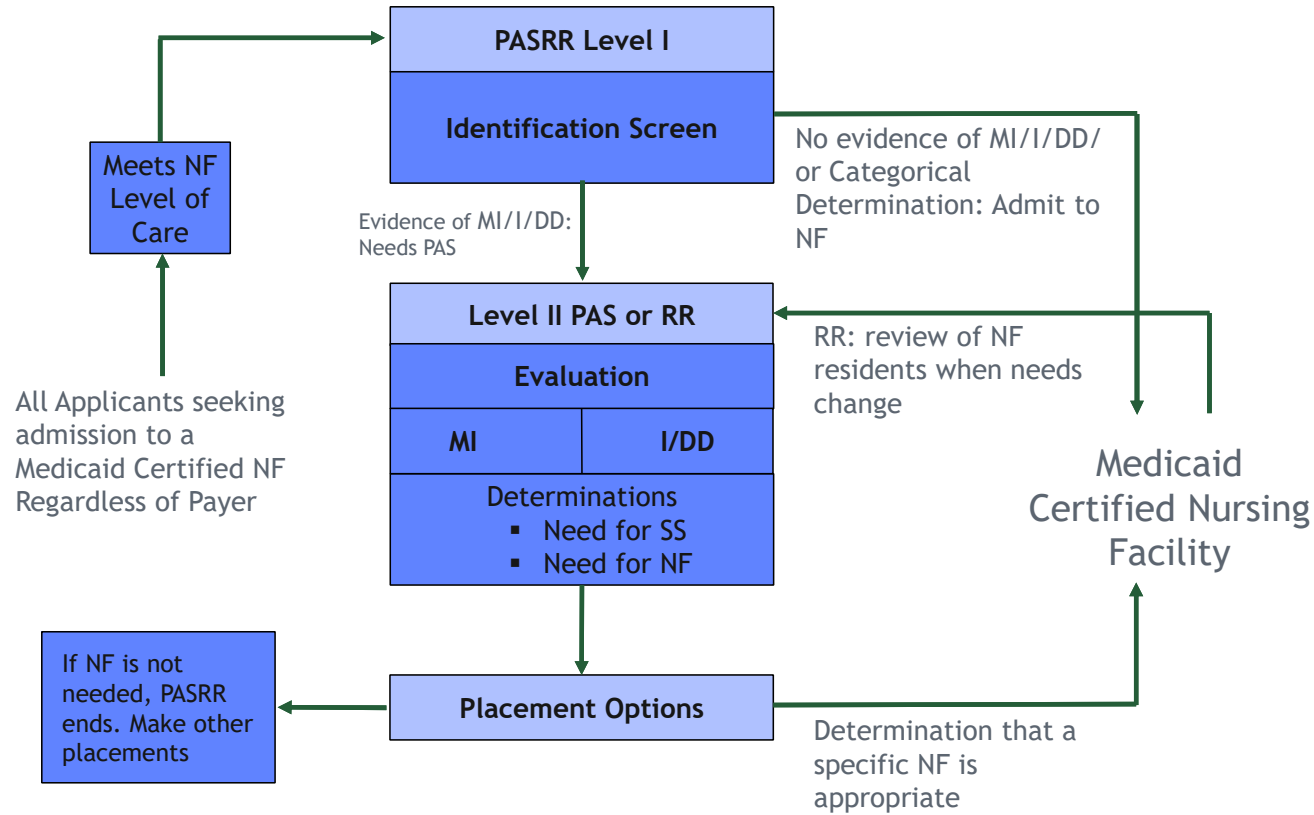 PASRR Level I
Identification Screen
Meets NF
Level of
Care
No evidence of MI/I/DD/
or Categorical
Determination: Admit to
NF
Evidence of MI/I/DD:
Needs PAS
Level II PAS or RR
Evaluation
MI
I/DD
Determinations
▪ Need for SS
▪ Need for NF
RR: review of NF
residents when needs
change
All Applicants seeking
admission to a
Medicaid Certified NF
Regardless of Payer
Medicaid
Certified Nursing
Facility
If NF is not
needed, PASRR
ends. Make other
placements
Placement Options
Determination that a
specific NF is
appropriate